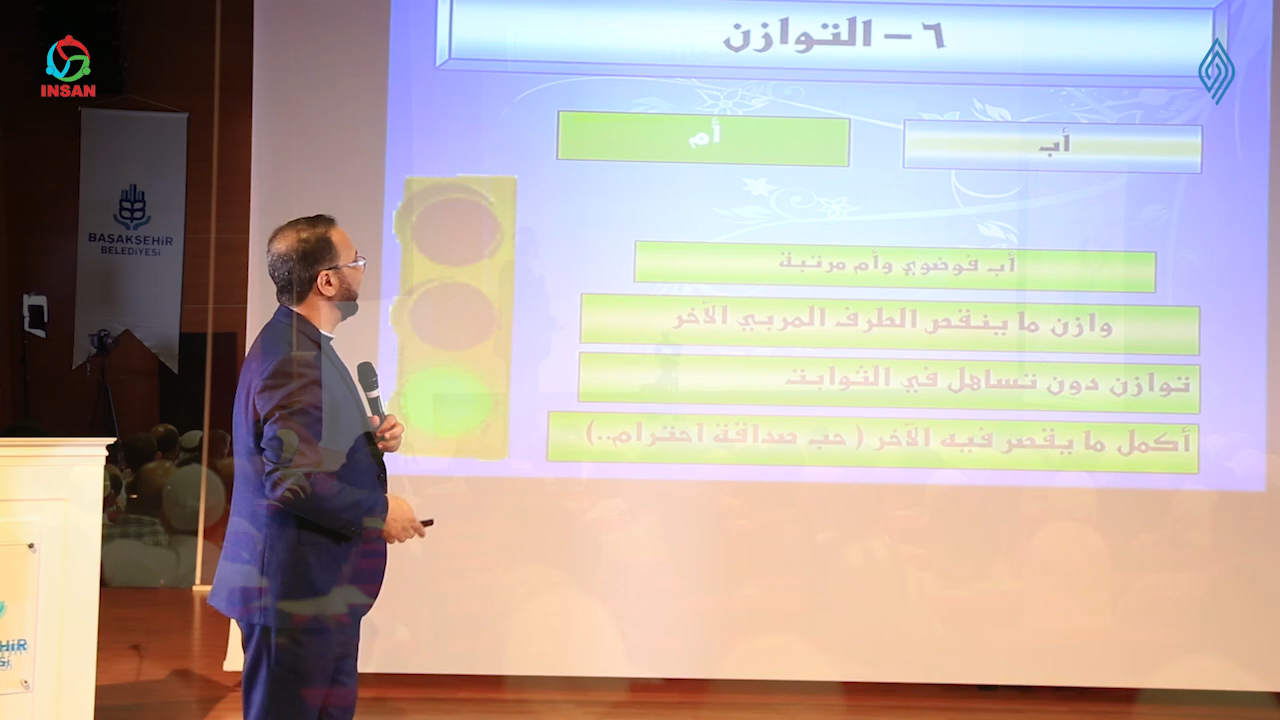 INSAN
BAŞAKŞEHİR
BELEDİYESİ
٦ - التوازن
أب
أم
أب فوضوي وأم مرتبة
وازن ما ينقص الطرف المربي الآخر
توازن دون تساهل في الثوابت
أكمل ما يقصر فيه الآخر ( حب صداقة احترام..)